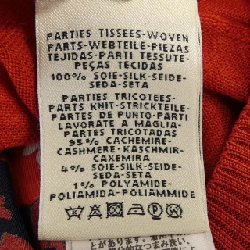 PARTIES TISSEES-WOVEN
PARTS-WEBTEILE-PIEZAS
TEJIDAS-PARTI TESSUTE-
PEÇAS TECIDAS
100% SOIE-SILK-SEIDE-
SEDA-SETA
PARTIES TRICOTEES-
PARTS KNIT-STRICKTEILE-
PARTES DE PUNTO-PARTI
LAVORATE A MAGLIA-
PARTES TRICOTADAS
95% CACHEMIRE-
CASHMERE-KASCHMIR-
CAXEMIRA
4% SOIE-SILK-SEIDE-
SEDA-SETA
1% POLYAMIDE-
POLIAMIDA-POLIAMMIDE